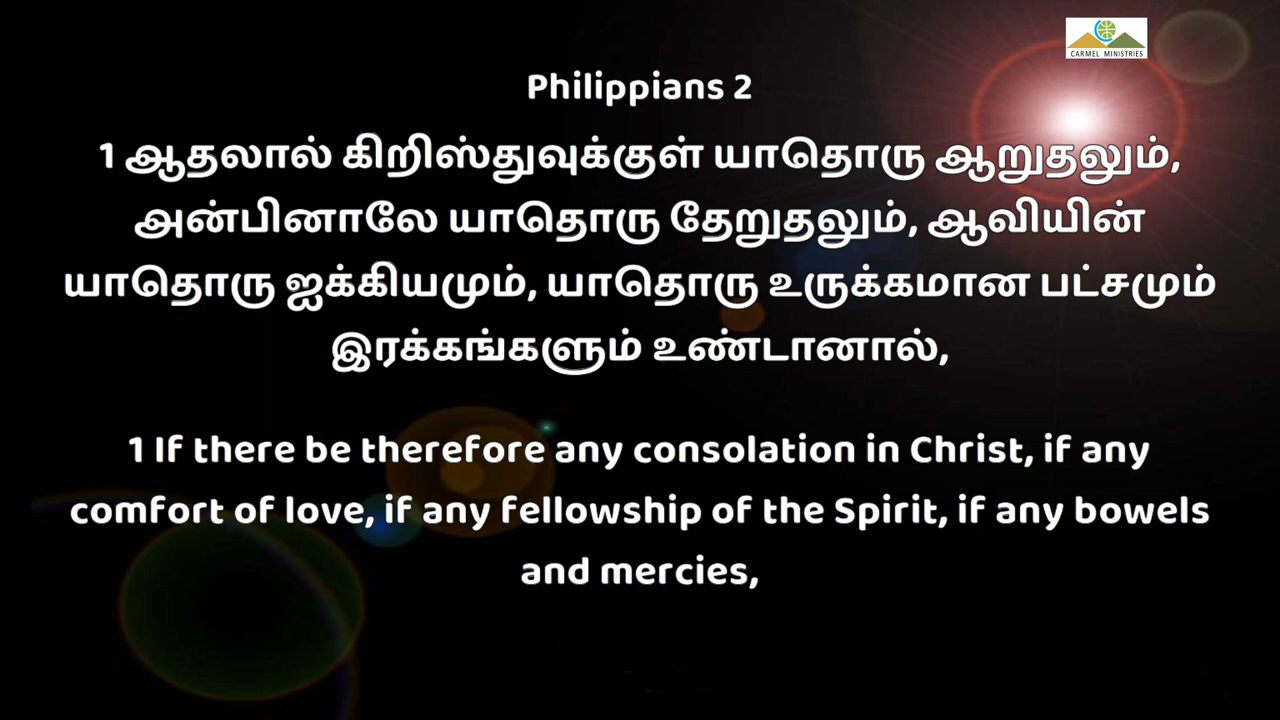 CARMEL MINISTRIES
Philippians 2
1 ஆதலால் கிறிஸ்துவுக்குள் யாதொரு ஆறுதலும்,
அன்பினாலே யாதொரு தேறுதலும், ஆவியின்
யாதொரு ஐக்கியமும், யாதொரு உருக்கமான பட்சமும்
இரக்கங்களும் உண்டானால்,
1 If there be therefore any consolation in Christ, if any
comfort of love, if any fellowship of the Spirit, if any bowels
and mercies,